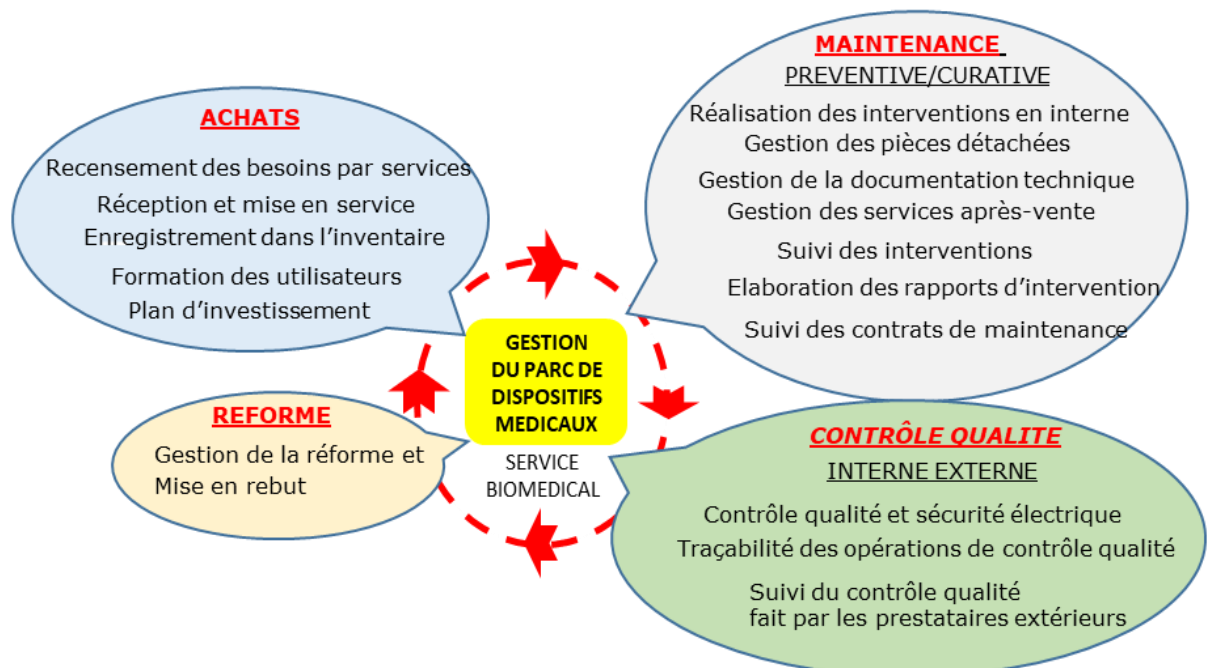 ACHATS
Recensement des besoins par services
Réception et mise en service
Enregistrement dans l'inventaire
Formation des utilisateurs
Plan d'investissement
MAINTENANCE
PREVENTIVE/CURATIVE
Réalisation des interventions en interne
Gestion des pièces détachées
Gestion de la documentation technique
Gestion des services après-vente
Suivi des interventions
Elaboration des rapports d'intervention
Suivi des contrats de maintenance
GESTION
DU PARC DE
DISPOSITIFS
MEDICAUX
SERVICE
BIOMEDICAL
REFORME
Gestion de la réforme et
Mise en rebut
CONTRÔLE QUALITE
INTERNE EXTERNE
Contrôle qualité et sécurité électrique
Traçabilité des opérations de contrôle qualité
Suivi du contrôle qualité
fait par les prestataires extérieurs